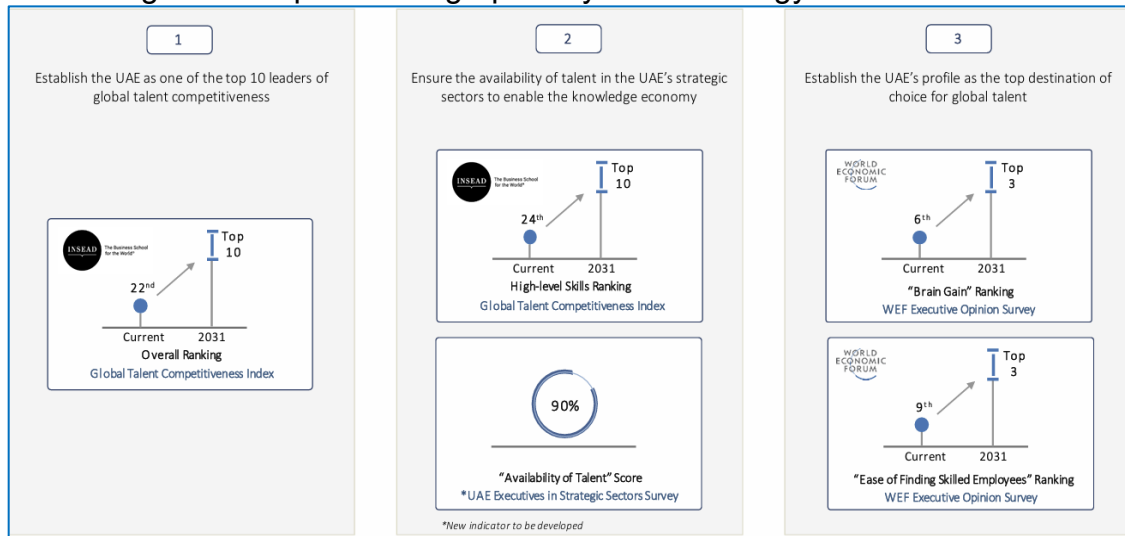 1
Establish the UAE as one of the top 10 leaders of
global talent competitiveness
INSEAD
The Business School
for the World®
22nd
Top
10
Current
2031
Overall Ranking
Global Talent Competitiveness Index
2
Ensure the availability of talent in the UAE's strategic
sectors to enable the knowledge economy
INSEAD
The Business School
for the World®
24th
Top
10
Current
2031
High-level Skills Ranking
Global Talent Competitiveness Index
90%
"Availability of Talent" Score
*UAE Executives in Strategic Sectors Survey
*New indicator to be developed
3
Establish the UAE's profile as the top destination of
choice for global talent
WORLD
ECONOMIC
FORUM
6th
Top
3
Current
2031
"Brain Gain" Ranking
WEF Executive Opinion Survey
WORLD
ECONOMIC
FORUM
9th
Top
3
Current
2031
"Ease of Finding Skilled Employees" Ranking
WEF Executive Opinion Survey